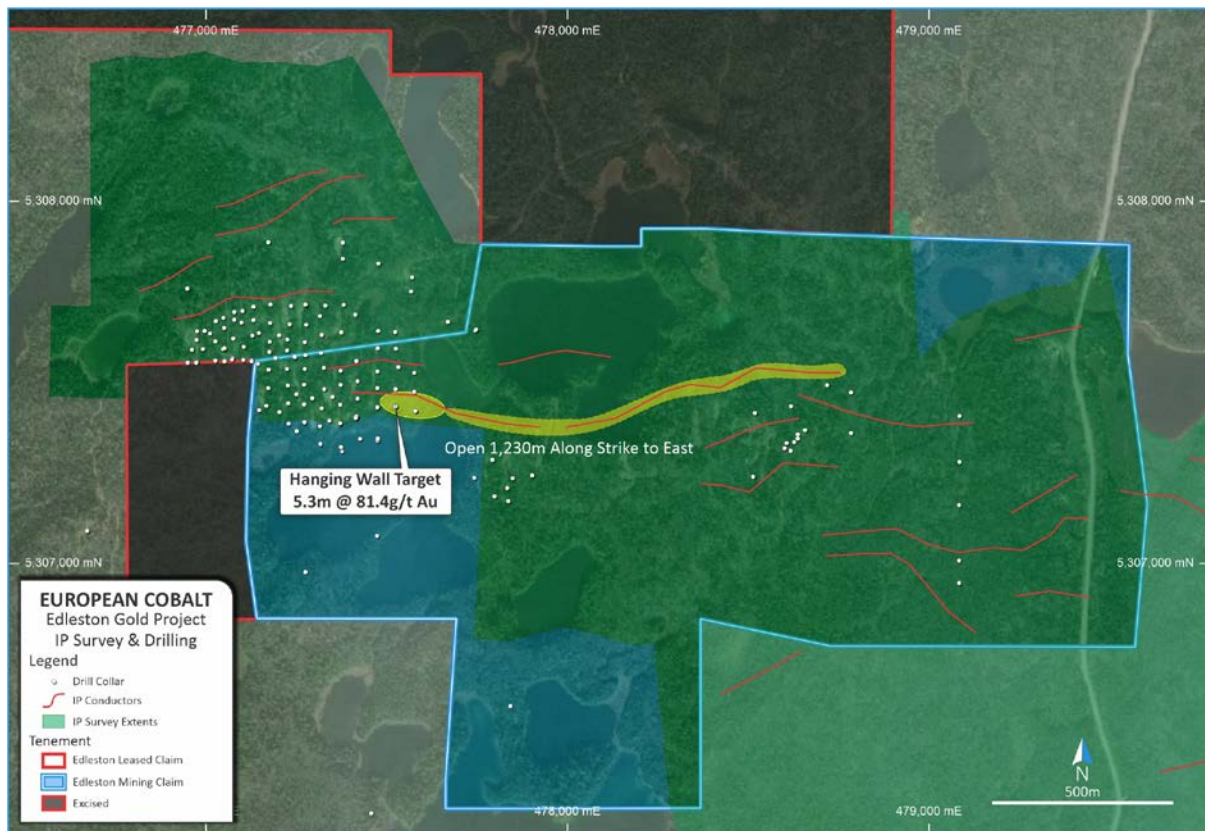 477,000 mE
478,000 mE
479,000 mE
5,308,000 mN
5,308,000 mN
Open 1,230m Along Strike to East
Hanging Wall Target
5.3m @ 81.4g/t Au
5,307,000 mN
5,307,000 mN
EUROPEAN COBALT
Edleston Gold Project
IP Survey & Drilling
Legend
Drill Collar
IP Conductors
IP Survey Extents
Tenement
Edleston Leased Claim
Edleston Mining Claim
Excised
N
500m
478,000 mE
479,000 mE